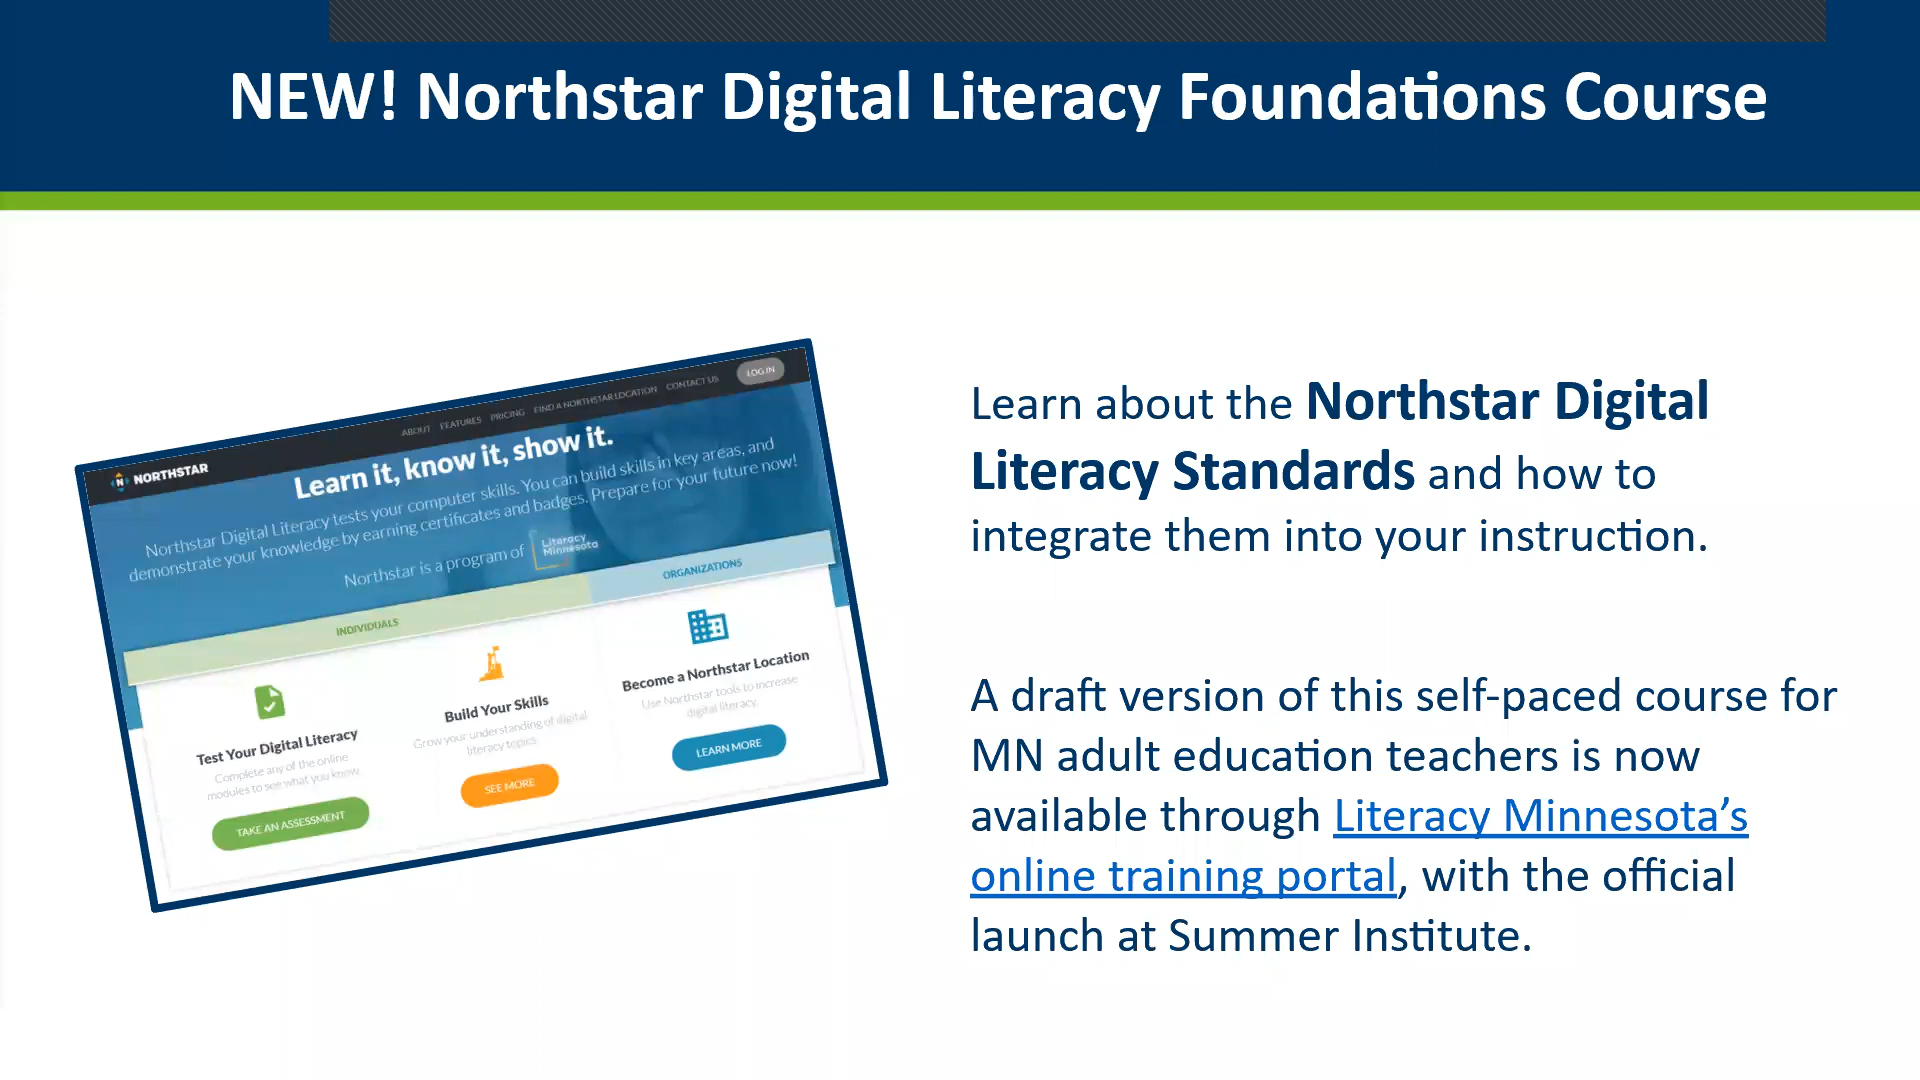 NEW! Northstar Digital Literacy Foundations Course
NORTHSTAR
ABOUT FEATURES PRICING FIND A NORTHSTAR LOCATION CONTACT US LOG IN
Learn it, know it, show it.
Northstar Digital Literacy tests your computer skills. You can build skills in key areas, and
demonstrate your knowledge by earning certificates and badges. Prepare for your future now!
Northstar is a program of
Literacy
Minnesota
INDIVIDUALS
ORGANIZATIONS
Test Your Digital Literacy
Complete any of the online
modules to see what you know.
TAKE AN ASSESSMENT
Build Your Skills
Grow your understanding of digital
literacy topics.
SEE MORE
Become a Northstar Location
Use Northstar tools to increase
digital literacy.
LEARN MORE
Learn about the Northstar Digital
Literacy Standards and how to
integrate them into your instruction.
A draft version of this self-paced course for
MN adult education teachers is now
available through Literacy Minnesota’s
online training portal, with the official
launch at Summer Institute.